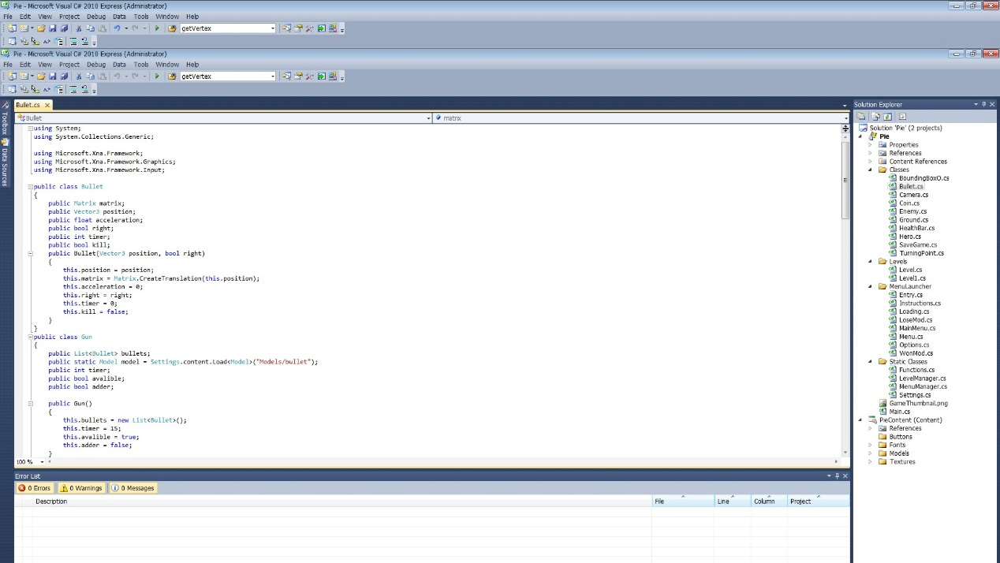 Pie - Microsoft Visual C# 2010 Express (Administrator)
File Edit View Project Debug Data Tools Window Help
getVertex
Pie - Microsoft Visual C# 2010 Express (Administrator)
File Edit View Project Debug Data Tools Window Help
getVertex
Toolbox
Data Sources
Bullet.cs
Bullet
matrix
using System;
using System.Collections.Generic;
using Microsoft.Xna.Framework;
using Microsoft.Xna.Framework.Graphics;
using Microsoft.Xna.Framework.Input;
public class Bullet
{
public Matrix matrix;
public Vector3 position;
public float acceleration;
public bool right;
public int timer;
public bool kill;
public Bullet(Vector3 position, bool right)
{
this.position = position;
this.matrix = Matrix.CreateTranslation(this.position);
this.acceleration = 0;
this.right = right;
this.timer = 0;
this.kill = false;
}
}
public class Gun
{
public List<Bullet> bullets;
public static Model model = Settings.content.Load<Model>("Models/bullet");
public int timer;
public bool avalible;
public bool adder;
public Gun()
{
this.bullets = new List<Bullet>();
this.timer = 15;
this.avalible = true;
this.adder = false;
}
100 %
Error List
0 Errors 0 Warnings 0 Messages
Description File Line Column Project
Solution Explorer
Solution 'Pie' (2 projects)
Pie
Properties
References
Content References
Classes
BoundingBoxO.cs
Bullet.cs
Camera.cs
Coin.cs
Enemy.cs
Ground.cs
HealthBar.cs
Hero.cs
SaveGame.cs
TurningPoint.cs
Levels
Level.cs
Level1.cs
MenuLauncher
Entry.cs
Instructions.cs
Loading.cs
LoseMod.cs
MainMenu.cs
Menu.cs
Options.cs
WonMod.cs
Static Classes
Functions.cs
LevelManager.cs
MenuManager.cs
Settings.cs
GameThumbnail.png
Main.cs
PieContent (Content)
References
Buttons
Fonts
Models
Textures